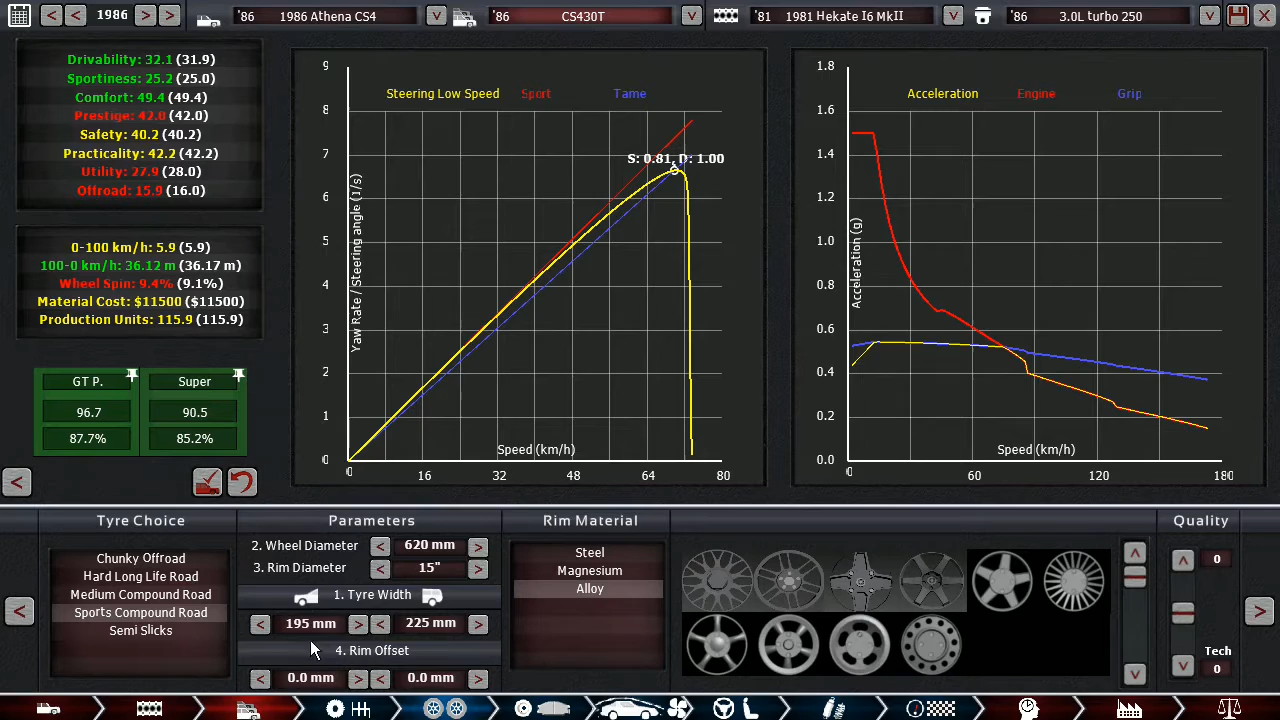 1986
'86 1986 Athena CS4
'86 CS430T
'81 1981 Hekate I6 MkII
'86 3.0L turbo 250
Drivability: 32.1 (31.9)
Sportiness: 25.2 (25.0)
Comfort: 49.4 (49.4)
Prestige: 42.0 (42.0)
Safety: 40.2 (40.2)
Practicality: 42.2 (42.2)
Utility: 27.9 (28.0)
Offroad: 15.9 (16.0)
0-100 km/h: 5.9 (5.9)
100-0 km/h: 36.12 m (36.17 m)
Wheel Spin: 9.4% (9.1%)
Material Cost: $11500 ($11500)
Production Units: 115.9 (115.9)
GT P. Super
96.7 90.5
87.7% 85.2%
Steering Low Speed Sport Tame
S: 0.81, D: 1.00
Yaw Rate / Steering angle (1/s)
9
8
7
6
5
4
3
2
1
0
Speed (km/h)
0 16 32 48 64 80
Acceleration Engine Grip
Acceleration (g)
1.8
1.6
1.4
1.2
1.0
0.8
0.6
0.4
0.2
0.0
Speed (km/h)
0 60 120 180
Tyre Choice
Chunky Offroad
Hard Long Life Road
Medium Compound Road
Sports Compound Road
Semi Slicks
Parameters
2. Wheel Diameter < 620 mm >
3. Rim Diameter < 15" >
1. Tyre Width
< 195 mm > < 225 mm >
4. Rim Offset
< 0.0 mm > < 0.0 mm >
Rim Material
Steel
Magnesium
Alloy
Quality
0
Tech
0